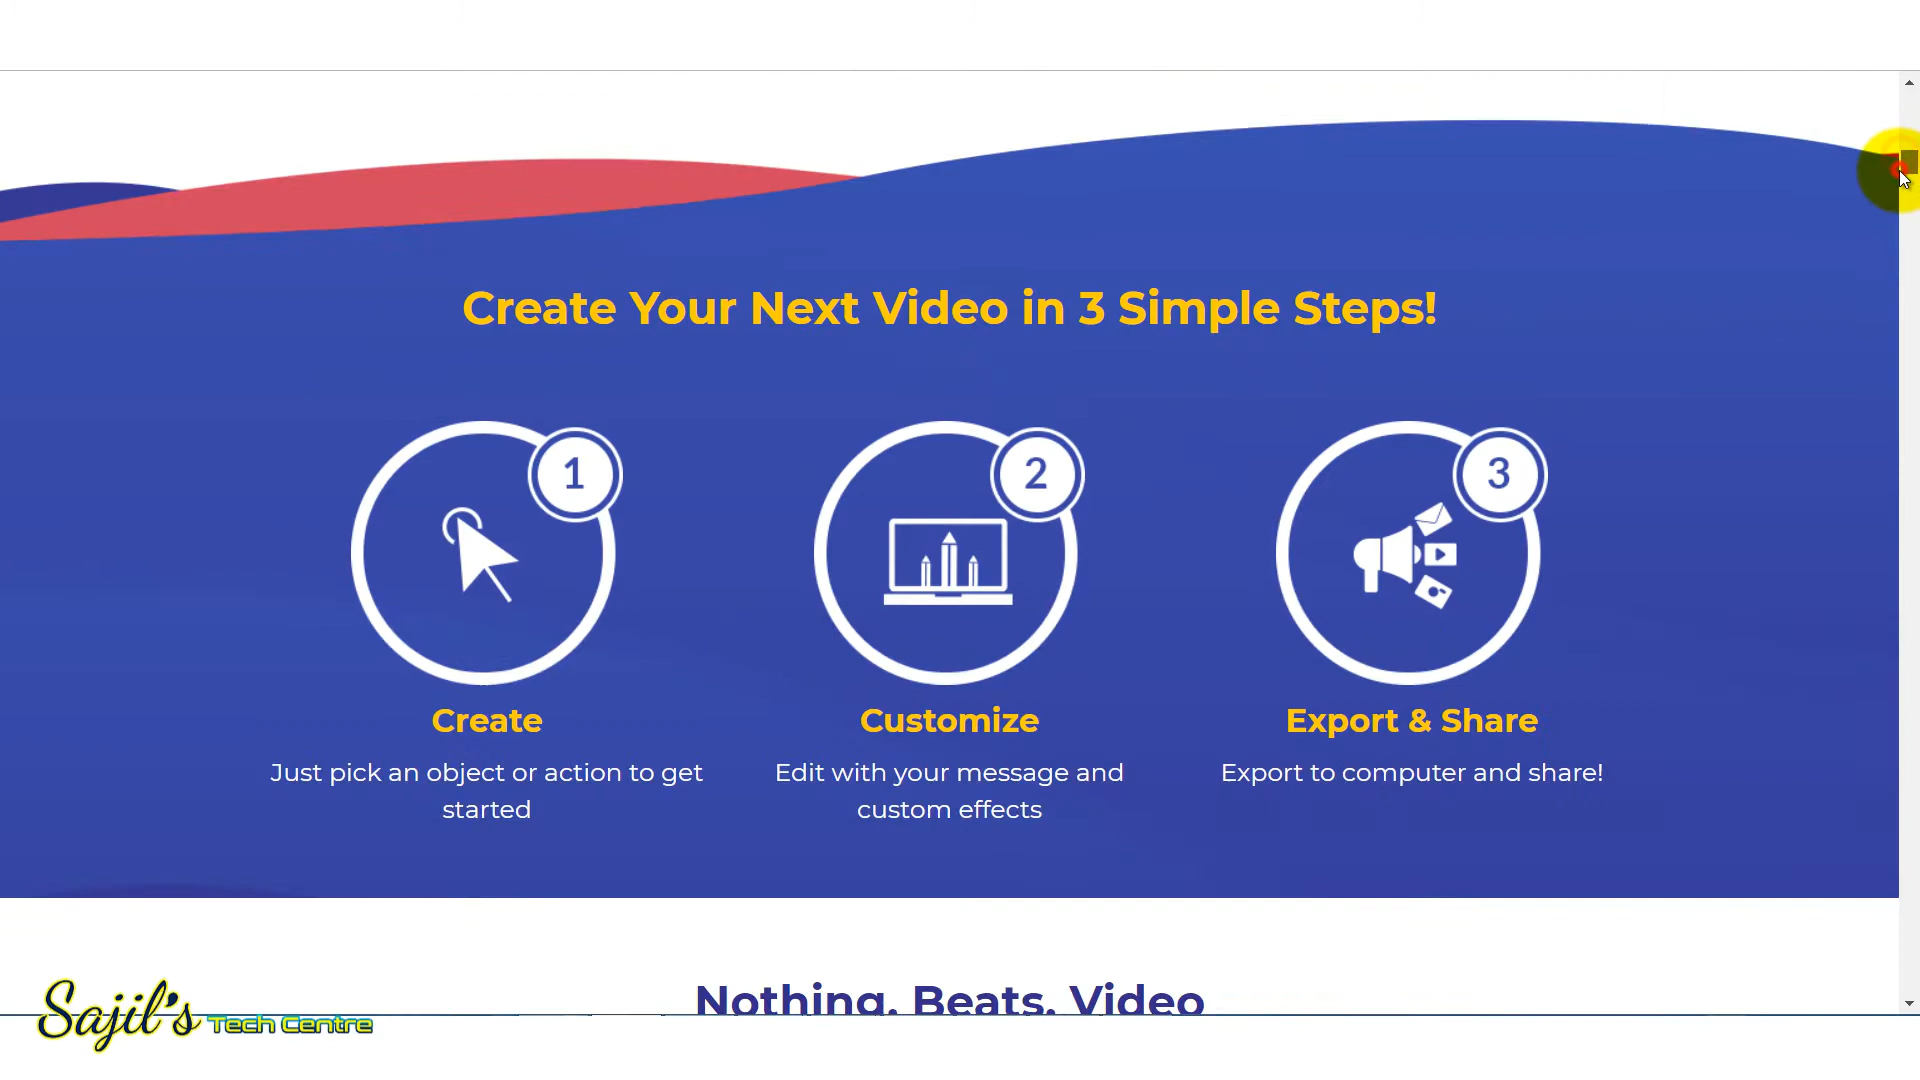 Create Your Next Video in 3 Simple Steps!
1
2
3
Create
Customize
Export & Share
Just pick an object or action to get
started
Edit with your message and
custom effects
Export to computer and share!
Nothing. Beats. Video
Sajil's Tech Centre